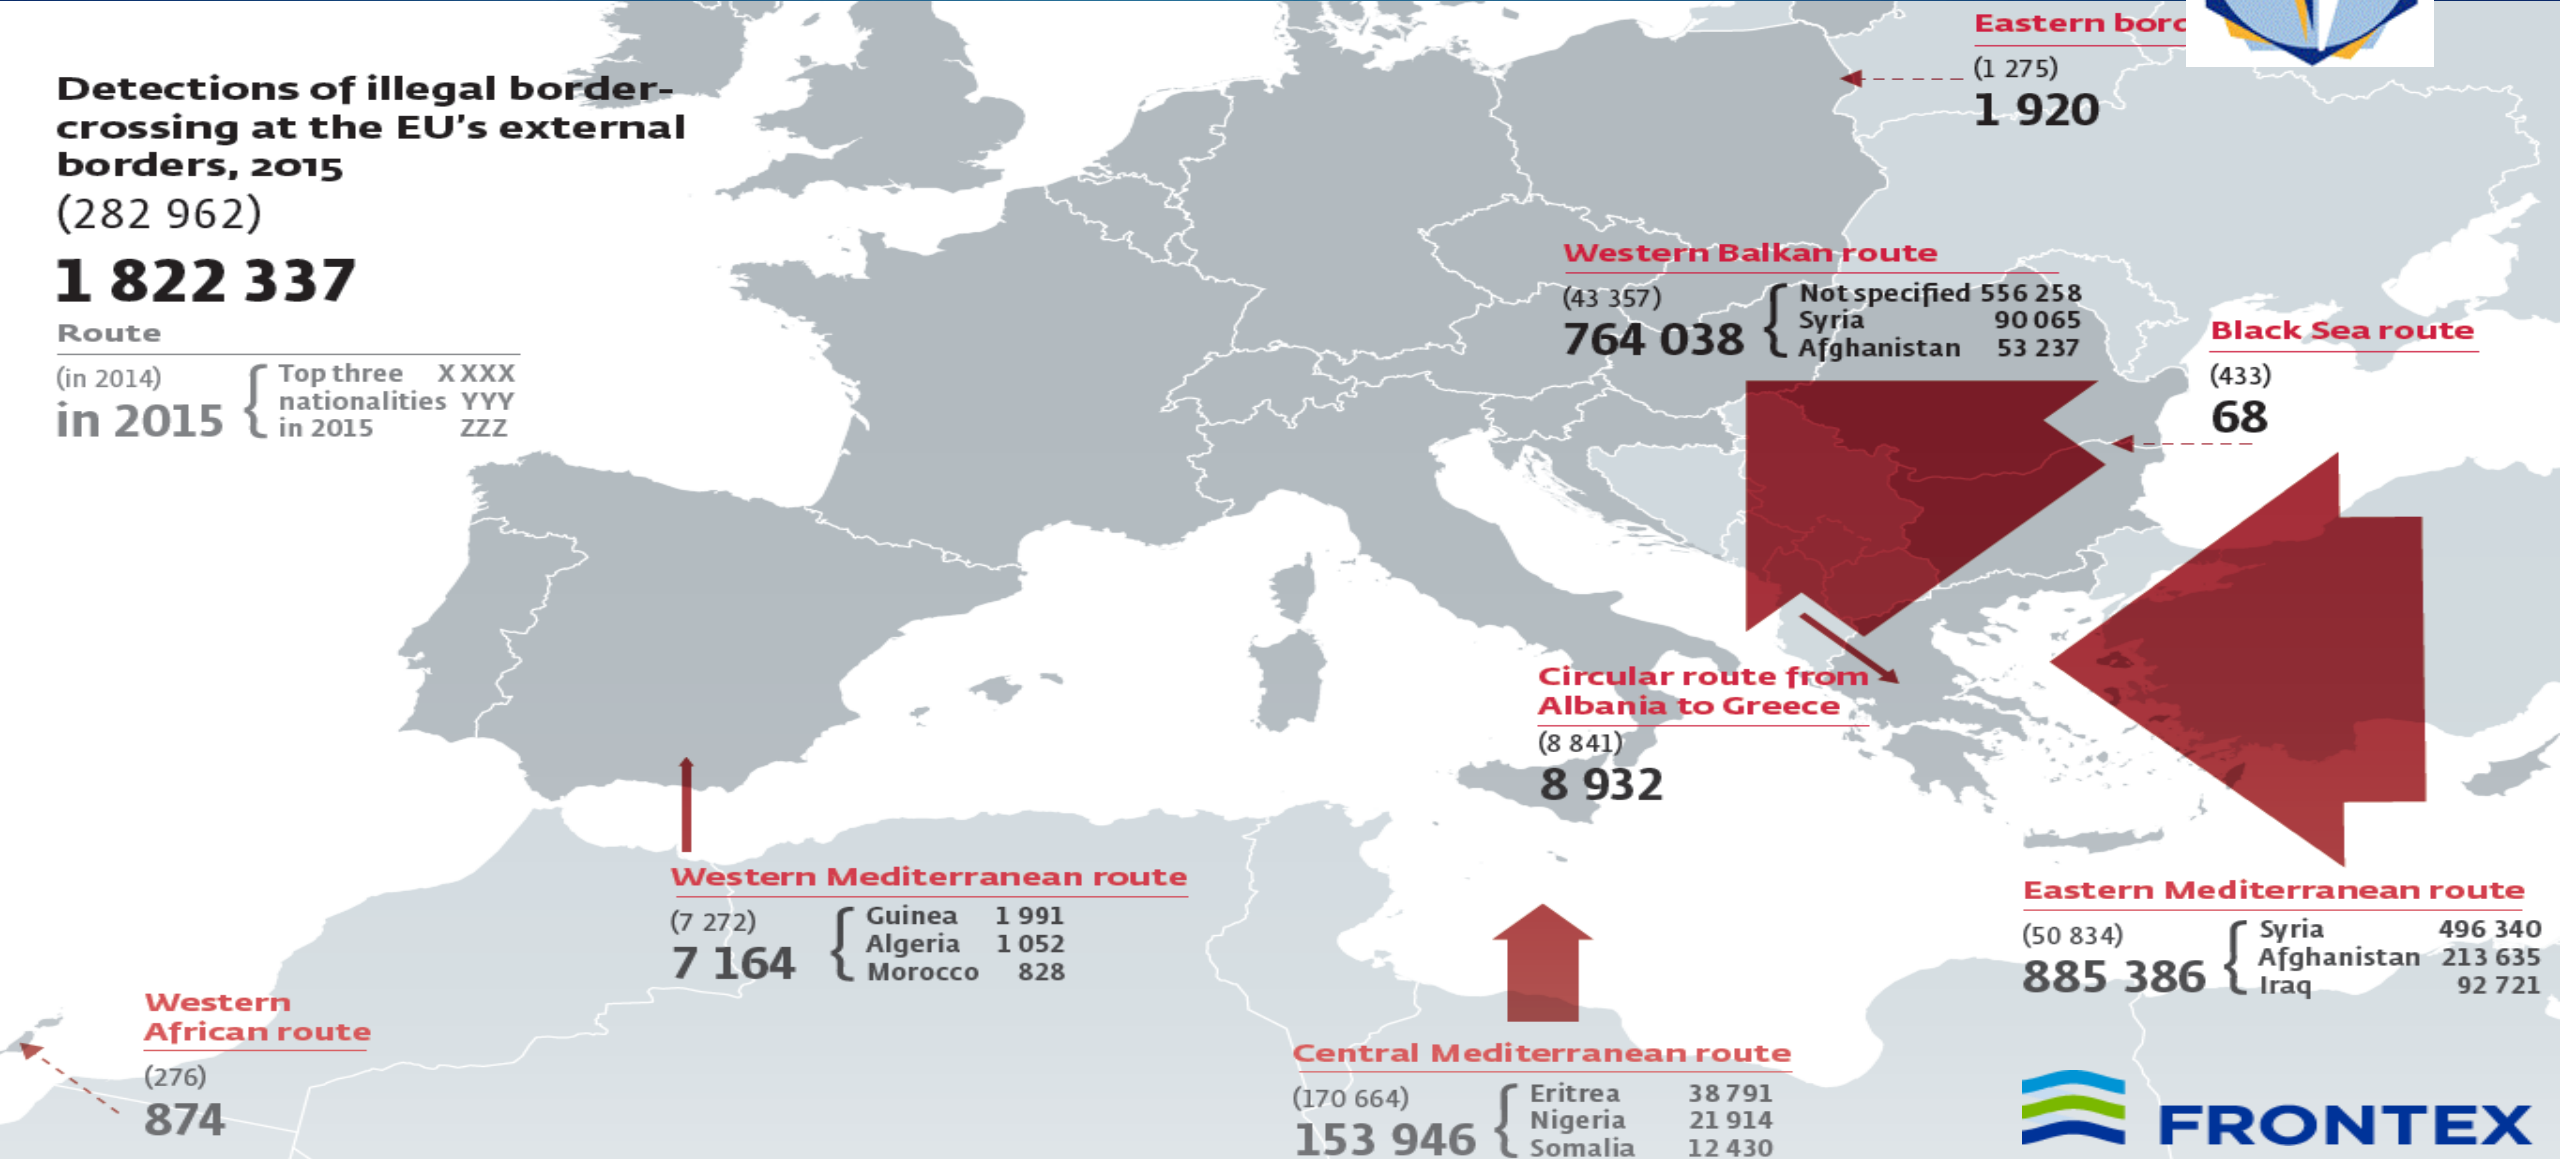 Detections of illegal border-
crossing at the EU's external
borders, 2015
(282 962)
1 822 337
Route
(in 2014)
in 2015
Top three XXXX
nationalities YYY
in 2015 ZZZ
Eastern
(1 275)
1 920
Western Balkan route
(43 357)
764 038
Not specified 556 258
Syria 90 065
Afghanistan 53 237
Black Sea route
(433)
68
Circular route from
Albania to Greece
(8 841)
8 932
Western Mediterranean route
(7 272)
7 164
Guinea 1 991
Algeria 1 052
Morocco 828
Eastern Mediterranean route
(50 834)
885 386
Syria 496 340
Afghanistan 213 635
Iraq 92 721
Western
African route
(276)
874
Central Mediterranean route
(170 664)
153 946
Eritrea 38 791
Nigeria 21 914
Somalia 12 430
FRONTEX